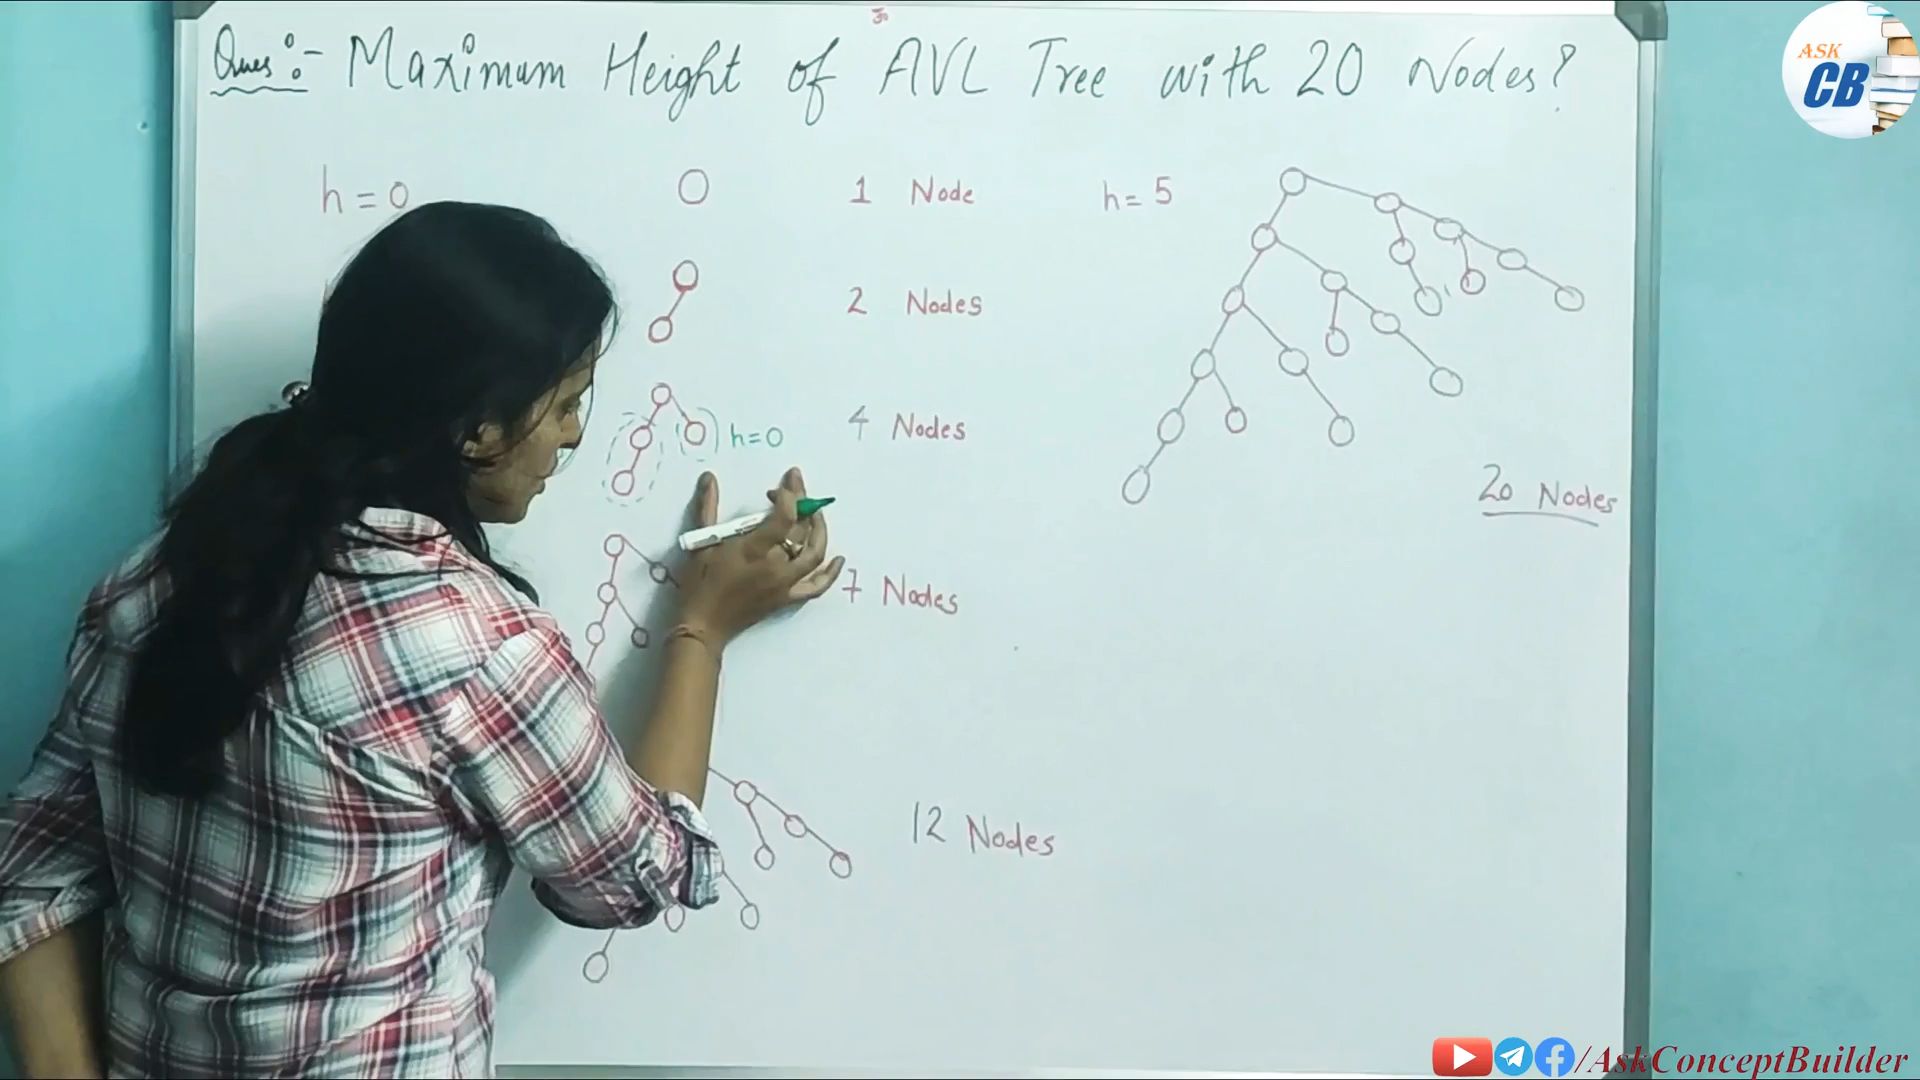 Ques :- Maximum Height of AVL Tree with 20 Nodes?
ASK
CB
h = 0
1 Node
h = 5
2 Nodes
h=0
4 Nodes
20 Nodes
7 Nodes
12 Nodes
/AskConceptBuilder